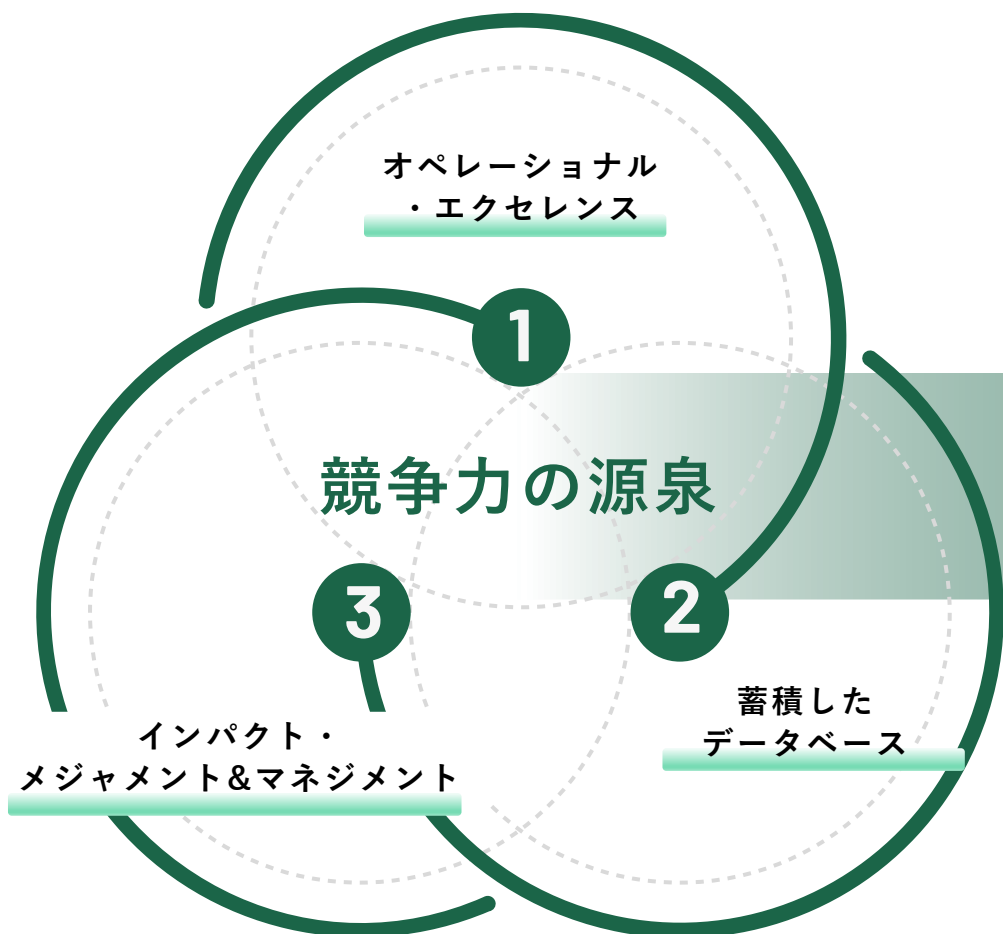 オペレーショナル
・エクセレンス
1
競争力の源泉
3
2
蓄積した
データベース
インパクト・
メジャメント&マネジメント